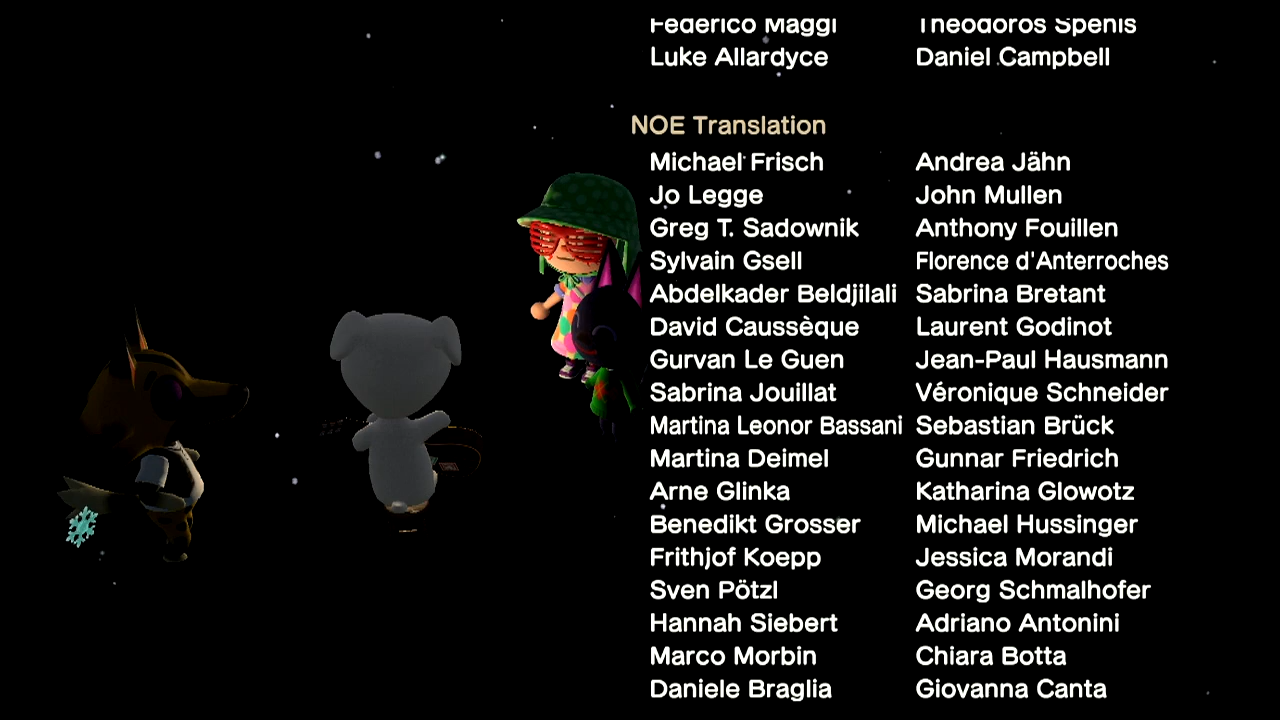 Federico Maggi Theodoros Spenis
Luke Allardyce Daniel Campbell
NOE Translation
Michael Frisch Andrea Jähn
Jo Legge John Mullen
Greg T. Sadownik Anthony Fouillen
Sylvain Gsell Florence d'Anterroches
Abdelkader Beldjilali Sabrina Bretant
David Caussèque Laurent Godinot
Gurvan Le Guen Jean-Paul Hausmann
Sabrina Jouillat Véronique Schneider
Martina Leonor Bassani Sebastian Brück
Martina Deimel Gunnar Friedrich
Arne Glinka Katharina Glowotz
Benedikt Grosser Michael Hussinger
Frithjof Koepp Jessica Morandi
Sven Pötzl Georg Schmalhofer
Hannah Siebert Adriano Antonini
Marco Morbin Chiara Botta
Daniele Braglia Giovanna Canta